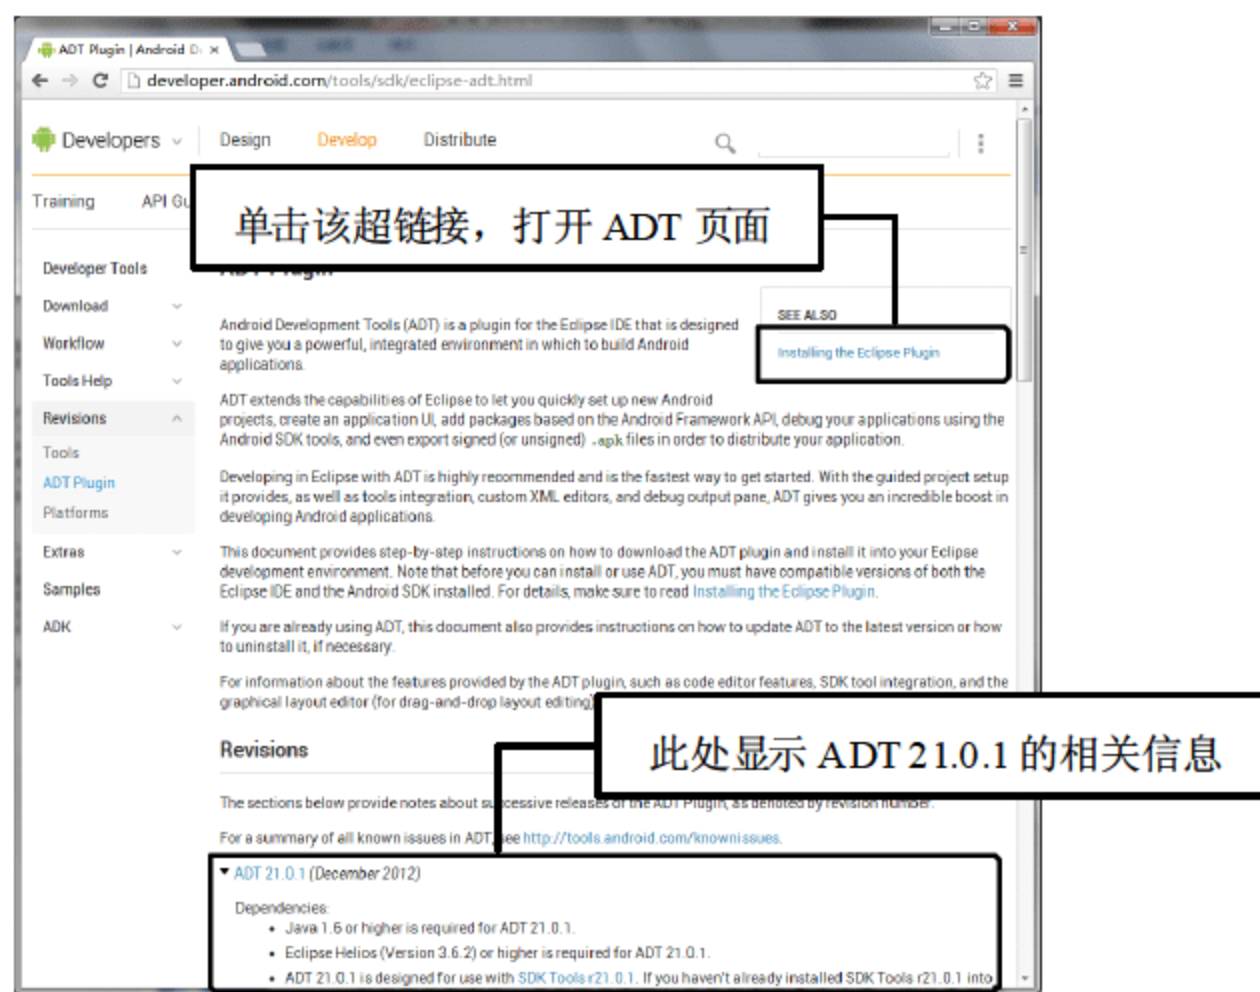 ADT Plugin | Android D
developer.android.com/tools/sdk/eclipse-adt.html
Developers
Design
Develop
Distribute
Training
API Gu
单击该超链接，打开 ADT 页面
Developer Tools
Download
Workflow
Tools Help
Revisions
Tools
ADT Plugin
Platforms
Extras
Samples
ADK
ADT Plugin
SEE ALSO
Installing the Eclipse Plugin
Android Development Tools (ADT) is a plugin for the Eclipse IDE that is designed
to give you a powerful, integrated environment in which to build Android
applications.
ADT extends the capabilities of Eclipse to let you quickly set up new Android
projects, create an application UI, add packages based on the Android Framework API, debug your applications using the
Android SDK tools, and even export signed (or unsigned) .apk files in order to distribute your application.
Developing in Eclipse with ADT is highly recommended and is the fastest way to get started. With the guided project setup
it provides, as well as tools integration, custom XML editors, and debug output pane, ADT gives you an incredible boost in
developing Android applications.
This document provides step-by-step instructions on how to download the ADT plugin and install it into your Eclipse
development environment. Note that before you can install or use ADT, you must have compatible versions of both the
Eclipse IDE and the Android SDK installed. For details, make sure to read Installing the Eclipse Plugin.
If you are already using ADT, this document also provides instructions on how to update ADT to the latest version or how
to uninstall it, if necessary.
For information about the features provided by the ADT plugin, such as code editor features, SDK tool integration, and the
graphical layout editor (for drag-and-drop layout editing)
此处显示 ADT 21.0.1 的相关信息
Revisions
The sections below provide notes about successive releases of the ADT Plugin, as denoted by revision number.
For a summary of all known issues in ADT, see http://tools.android.com/knownissues.
ADT 21.0.1 (December 2012)
Dependencies:
• Java 1.6 or higher is required for ADT 21.0.1.
• Eclipse Helios (Version 3.6.2) or higher is required for ADT 21.0.1.
• ADT 21.0.1 is designed for use with SDK Tools r21.0.1. If you haven't already installed SDK Tools r21.0.1 into